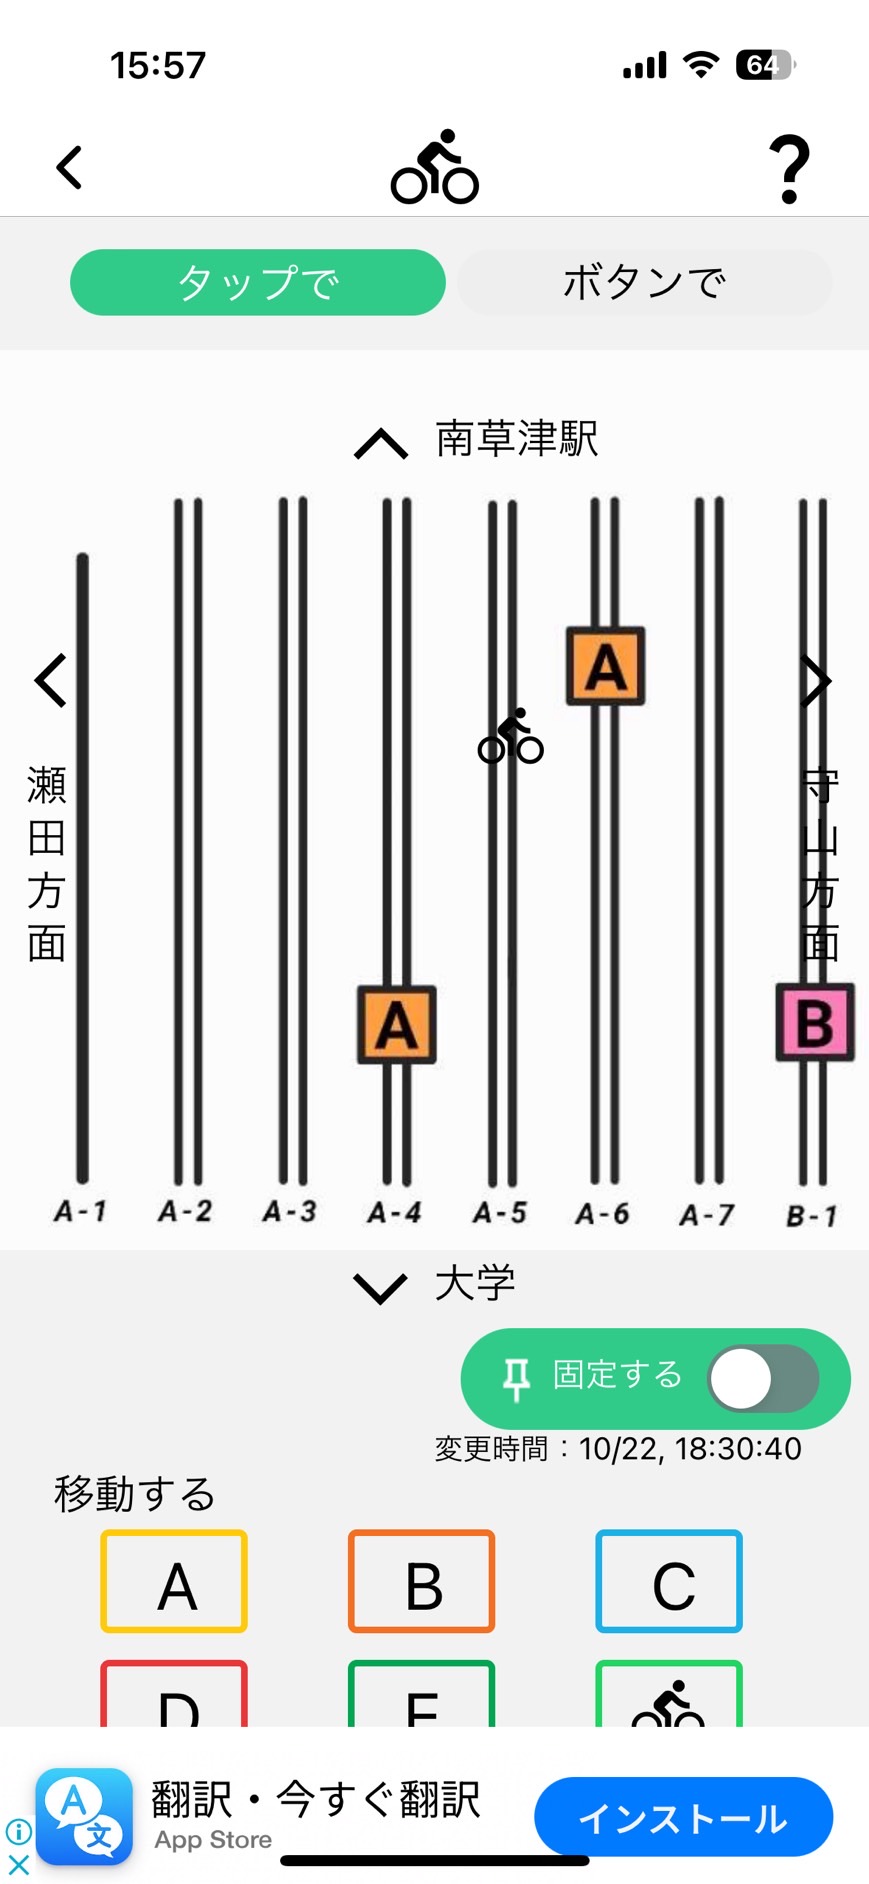 15:57
64
?
タップで
ボタンで
南草津駅
A
瀬田方面
守山方面
A
B
A-1 A-2 A-3 A-4 A-5 A-6 A-7 B-1
大学
固定する
変更時間：10/22, 18:30:40
移動する
A B C
D E
翻訳・今すぐ翻訳
App Store
インストール
A
文